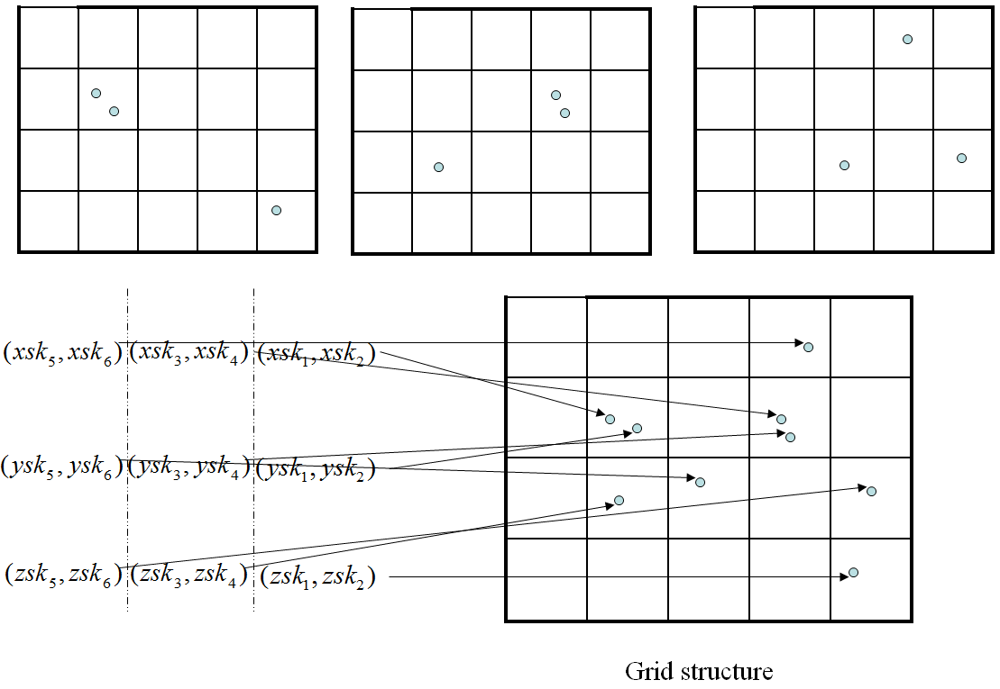 (xsk₅, xsk₆) (xsk₃, xsk₄) (xsk₁, xsk₂)
(ysk₅, ysk₆) (ysk₃, ysk₄) (ysk₁, ysk₂)
(zsk₅, zsk₆) (zsk₃, zsk₄) (zsk₁, zsk₂)
Grid structure